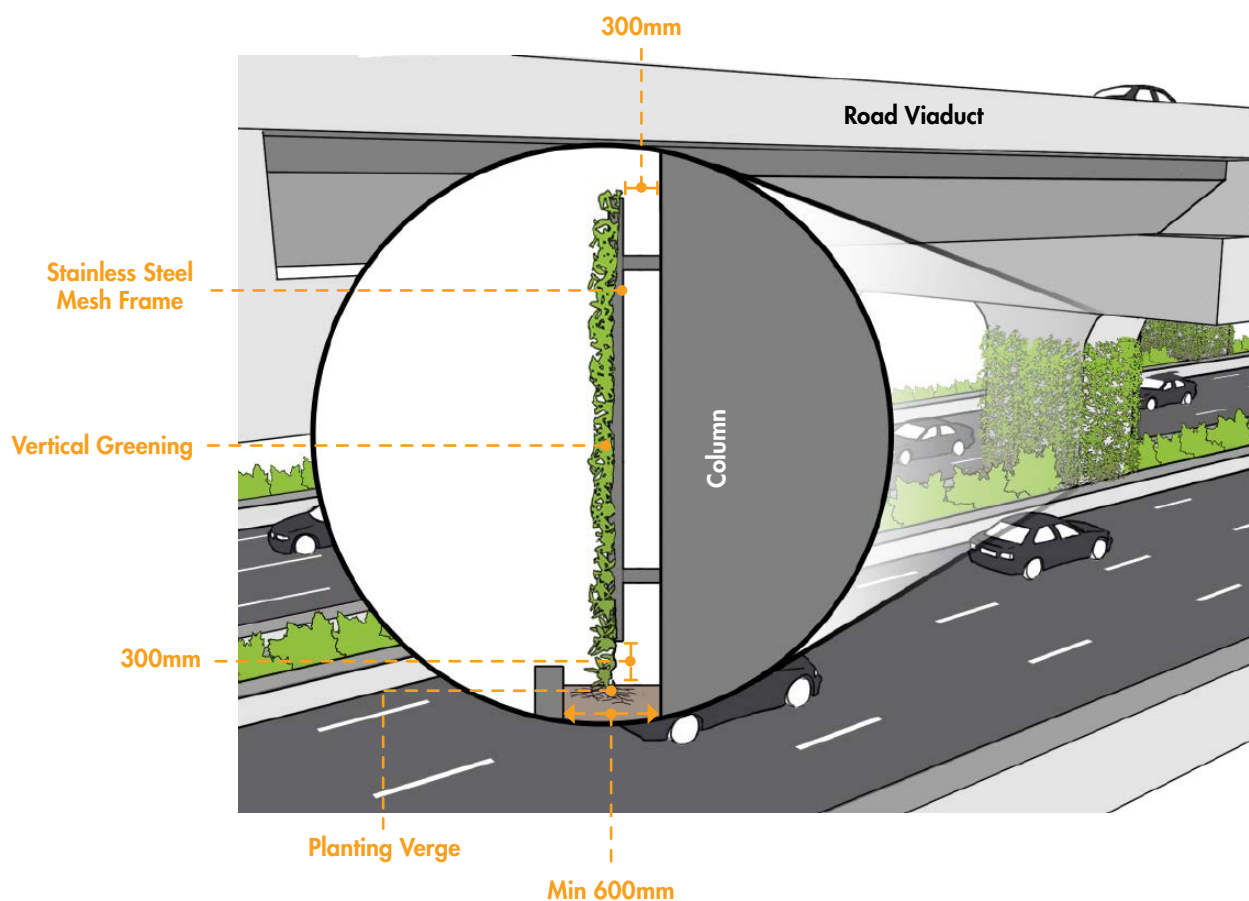 300mm
Road Viaduct
Stainless Steel
Mesh Frame
Vertical Greening
Column
300mm
Planting Verge
Min 600mm